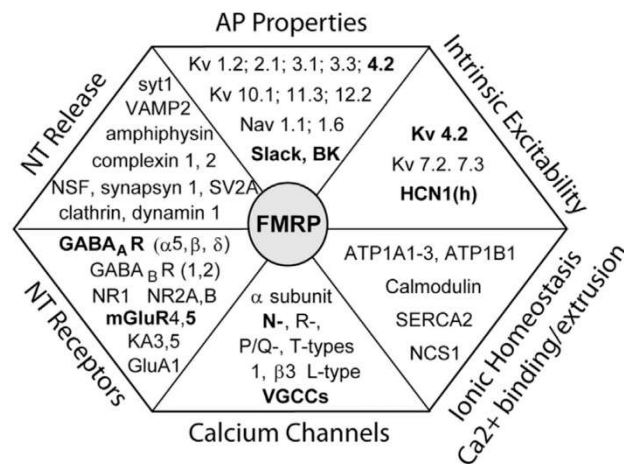 AP Properties
Kv 1.2; 2.1; 3.1; 3.3; 4.2
Kv 10.1; 11.3; 12.2
Nav 1.1; 1.6
Slack, BK
Intrinsic Excitability
Kv 4.2
Kv 7.2. 7.3
HCN1(h)
Ionic Homeostasis
Ca2+ binding/extrusion
ATP1A1-3, ATP1B1
Calmodulin
SERCA2
NCS1
Calcium Channels
α subunit
N-, R-,
P/Q-, T-types
1, β3 L-type
VGCCs
NT Receptors
GABAAR (α5, β, δ)
GABABR (1,2)
NR1 NR2A,B
mGluR4,5
KA3,5
GluA1
NT Release
syt1
VAMP2
amphiphysin
complexin 1, 2
NSF, synapsyn 1, SV2A
clathrin, dynamin 1
FMRP